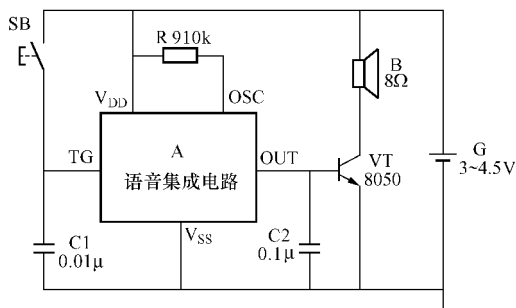 SB
R 910k
B
8Ω
VDD
OSC
TG
A
语音集成电路
OUT
VT
8050
G
3~4.5V
VSS
C1
0.01μ
C2
0.1μ